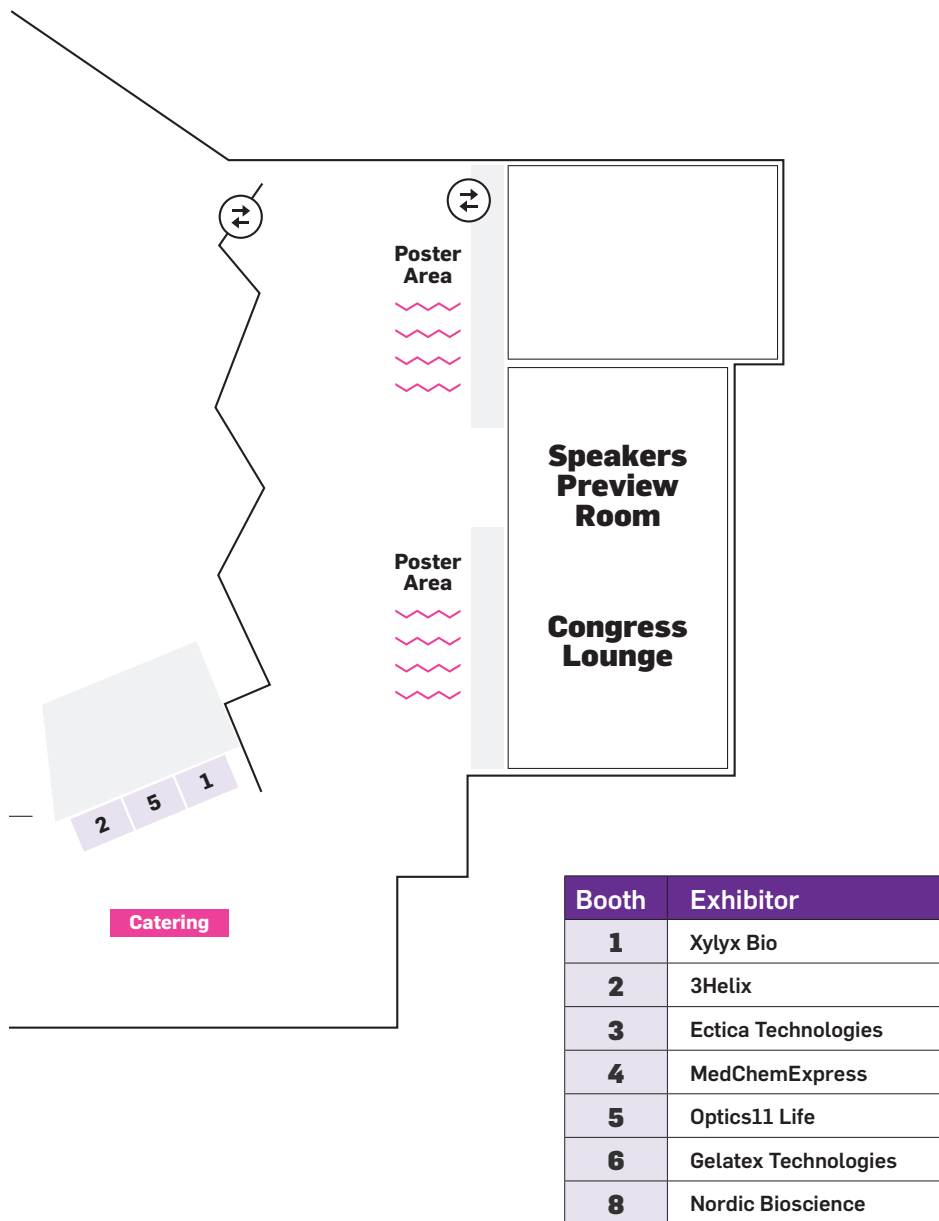 Poster
Area
Speakers
Preview
Room
Poster
Area
Congress
Lounge
1
5
2
Catering
Booth Exhibitor
1 Xylyx Bio
2 3Helix
3 Ectica Technologies
4 MedChemExpress
5 Optics11 Life
6 Gelatex Technologies
8 Nordic Bioscience